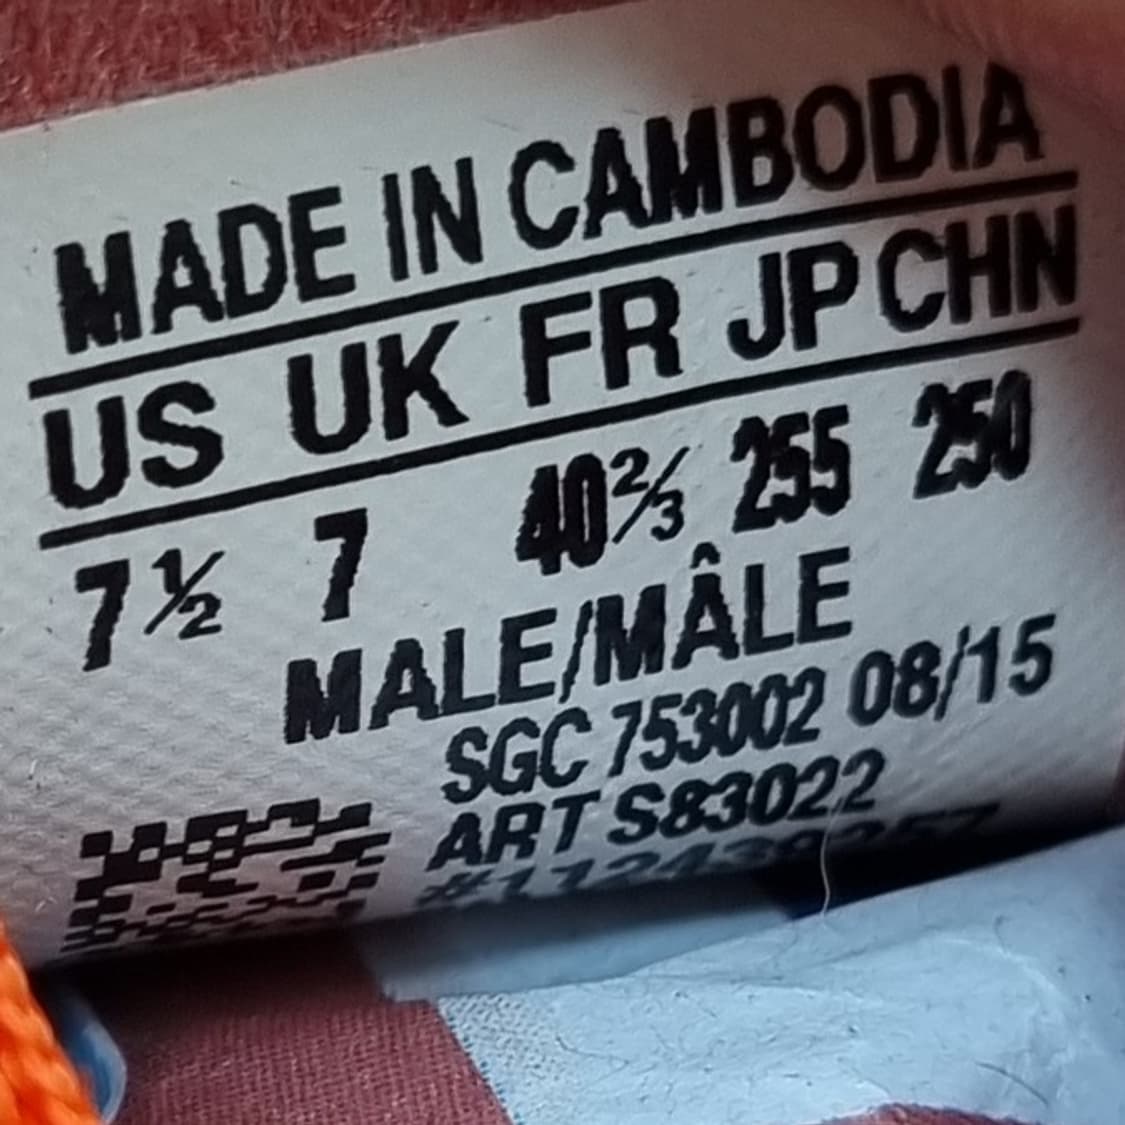 MADE IN CAMBODIA
US UK FR JP CHN
7½ 7 40⅔ 255 250
MALE/MÂLE
SGC 753002 08/15
ART S83022